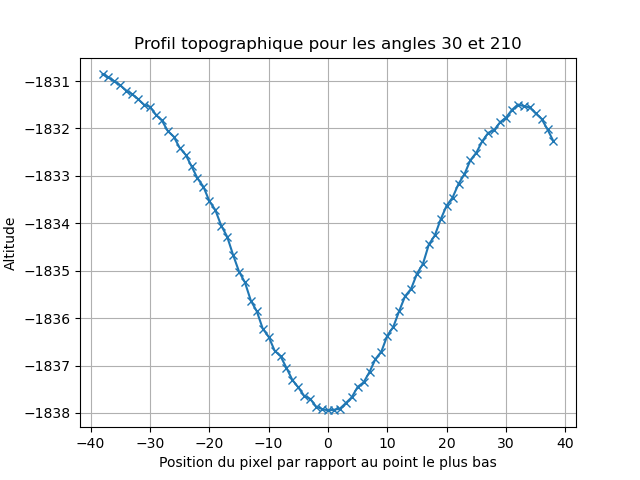 Profil topographique pour les angles 30 et 210
−1831
−1832
−1833
−1834
−1835
−1836
−1837
−1838
Altitude
−40 −30 −20 −10 0 10 20 30 40
Position du pixel par rapport au point le plus bas